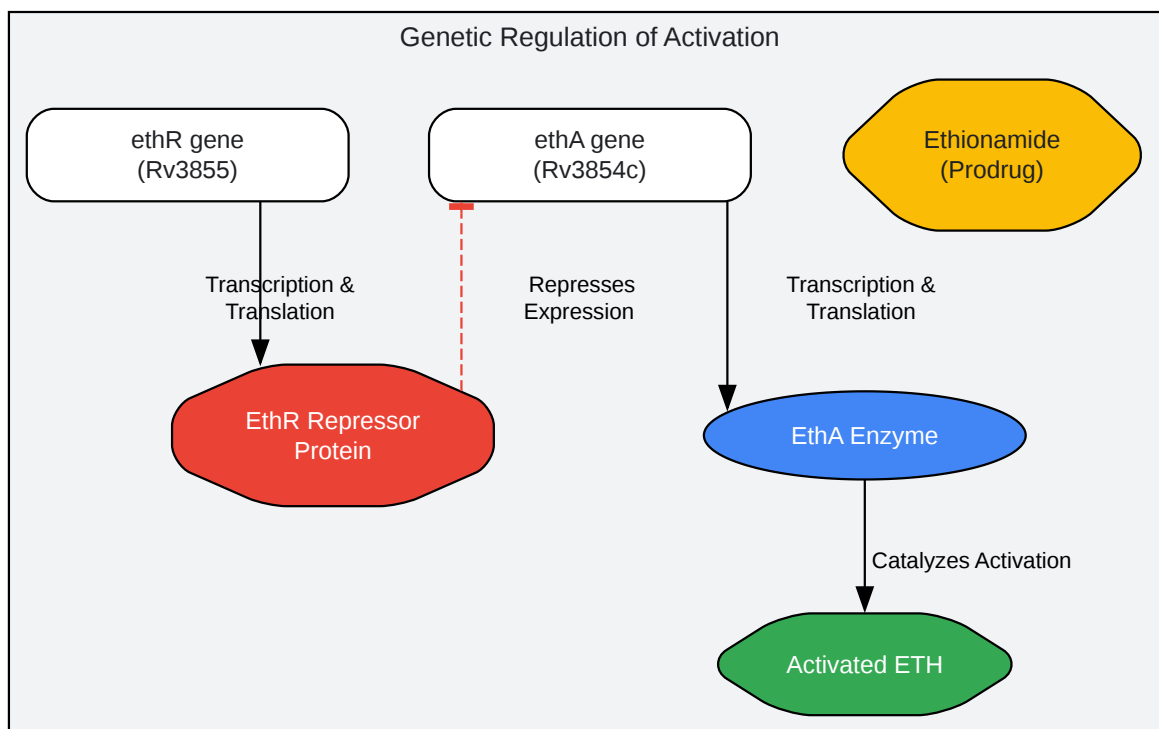 Genetic Regulation of Activation
ethR gene
(Rv3855)
ethA gene
(Rv3854c)
Ethionamide
(Prodrug)
Transcription &
Translation
Represses
Expression
Transcription &
Translation
EthR Repressor
Protein
EthA Enzyme
Catalyzes Activation
Activated ETH